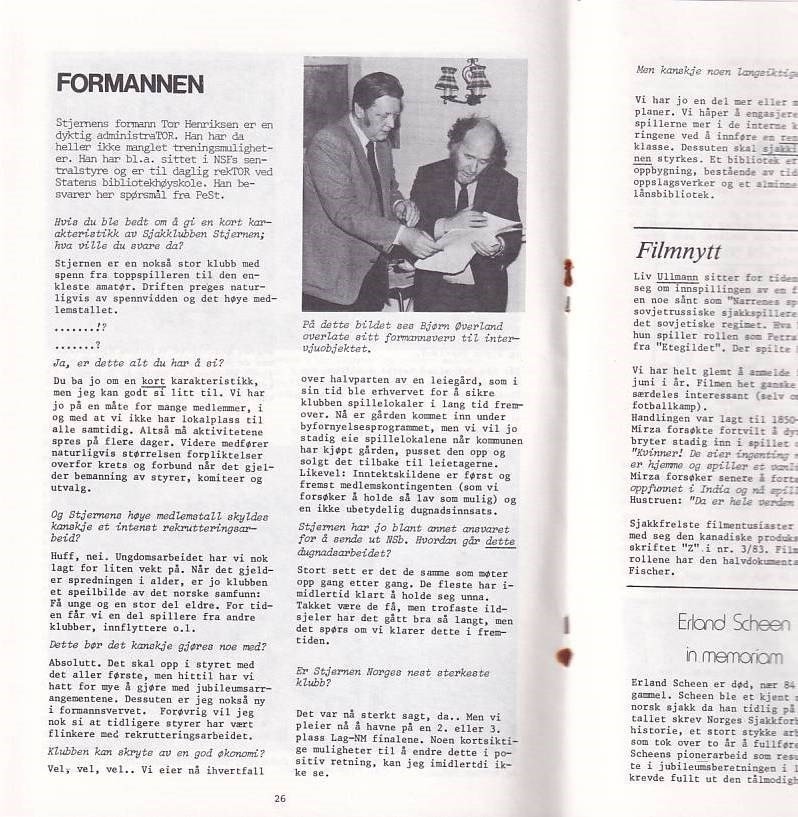 FORMANNEN
Stjernens formann Tor Henriksen er en
dyktig administraTOR. Han har da
heller ikke manglet treningsmulighet-
er. Han har bl.a. sittet i NSFs sen-
tralstyre og er til daglig rekTOR ved
Statens bibliotekhøyskole. Han be-
svarer her spørsmål fra PeSt.
Hvis du ble bedt om å gi en kort kar-
akteristikk av Sjakklubben Stjernen;
hva ville du svare da?
Stjernen er en nokså stor klubb med
spenn fra toppspilleren til den en-
kleste amatør. Driften preges natur-
ligvis av spennvidden og det høye med-
lemstallet.
.......!?
.......?
Ja, er dette alt du har å si?
Du ba jo om en kort karakteristikk,
men jeg kan godt si litt til. Vi har
jo på en måte for mange medlemmer, i
og med at vi ikke har lokalplass til
alle samtidig. Altså må aktivitetene
spres på flere dager. Videre medfører
naturligvis størrelsen forpliktelser
overfor krets og forbund når det gjel-
der bemanning av styrer, komiteer og
utvalg.
Og Stjernens høye medlemstall skyldes
kanskje et intenst rekrutteringsar-
beid?
Huff, nei. Ungdomsarbeidet har vi nok
lagt for liten vekt på. Når det gjeld-
er spredningen i alder, er jo klubben
et speilbilde av det norske samfunn:
Få unge og en stor del eldre. For tid-
en får vi en del spillere fra andre
klubber, innflyttere o.l.
Dette bør det kanskje gjøres noe med?
Absolutt. Det skal opp i styret med
det aller første, men hittil har vi
hatt for mye å gjøre med jubileumsarr-
angementene. Dessuten er jeg nokså ny
i formannsvervet. Forøvrig vil jeg
nok si at tidligere styrer har vært
flinkere med rekrutteringsarbeidet.
Klubben kan skryte av en god økonomi?
Vel, vel, vel.. Vi eier nå ihvertfall
På dette bildet ses Bjørn Øverland
overlate sitt formannsverv til inter-
vjuobjektet.
over halvparten av en leiegård, som i
sin tid ble erhvervet for å sikre
klubben spillelokaler i lang tid frem-
over. Nå er gården kommet inn under
byfornyelsesprogrammet, men vi vil jo
stadig eie spillelokalene når kommunen
har kjøpt gården, pusset den opp og
solgt det tilbake til leietagerne.
Likevel: Inntektskildene er først og
fremst medlemskontingenten (som vi
forsøker å holde så lav som mulig) og
en ikke ubetydelig dugnadsinnsats.
Stjernen har jo blant annet ansvaret
for å sende ut NSb. Hvordan går dette
dugnadsarbeidet?
Stort sett er det de samme som møter
opp gang etter gang. De fleste har i-
midlertid klart å holde seg unna.
Takket være de få, men trofaste ild-
sjeler har det gått bra så langt, men
det spørs om vi klarer dette i frem-
tiden.
Er Stjernen Norges nest sterkeste
klubb?
Det var nå sterkt sagt, da.. Men vi
pleier nå å havne på en 2. eller 3.
plass Lag-NM finalene. Noen kortsikti-
ge muligheter til å endre dette i po-
sitiv retning, kan jeg imidlertdi ik-
ke se.
26
Men kanskje noen langsiktige
Vi har jo en del mer eller
planer. Vi håper å engasjere
spillerne mer i de interne
ringene ved å innføre en
klasse. Dessuten skal
nen styrkes. Et bibliotek er
oppbygning, bestående av
oppslagsverker og et
lånsbibliotek.
Filmnytt
Liv Ullmann sitter for
seg om innspillingen av en
en noe sånt som "Narrenes
sovjetrussiske sjakkspillere
det sovjetiske regimet. Hva
hun spiller rollen som Petra
fra "Etegildet". Der spilte
Vi har helt glemt å anmelde
juni i år. Filmen het ganske
særdeles interessant (selv
fotballkamp).
Handlingen var lagt til 1850-
Mirza forsøkte fortvilt å
bryter stadig inn i spillet
"Kvinner! De sier ingenting
er hjemme og spiller et
Mirza forsøker senere å
oppfunnet i India og nå
Hustruen: "Da er hele verden
Sjakkfrelste filmentusiaster
med seg den kanadiske
skriftet "Z" i nr. 3/83.
rollene har den
Fischer.
Erland Scheen
in memoriam
Erland Scheen er død, nær 84
gammel. Scheen ble et kjent
norsk sjakk da han tidlig på
tallet skrev Norges
historie, et stort stykke
som tok over to år å
Scheens pionerarbeid som
te i jubileumsberetningen i
krevde fullt ut den